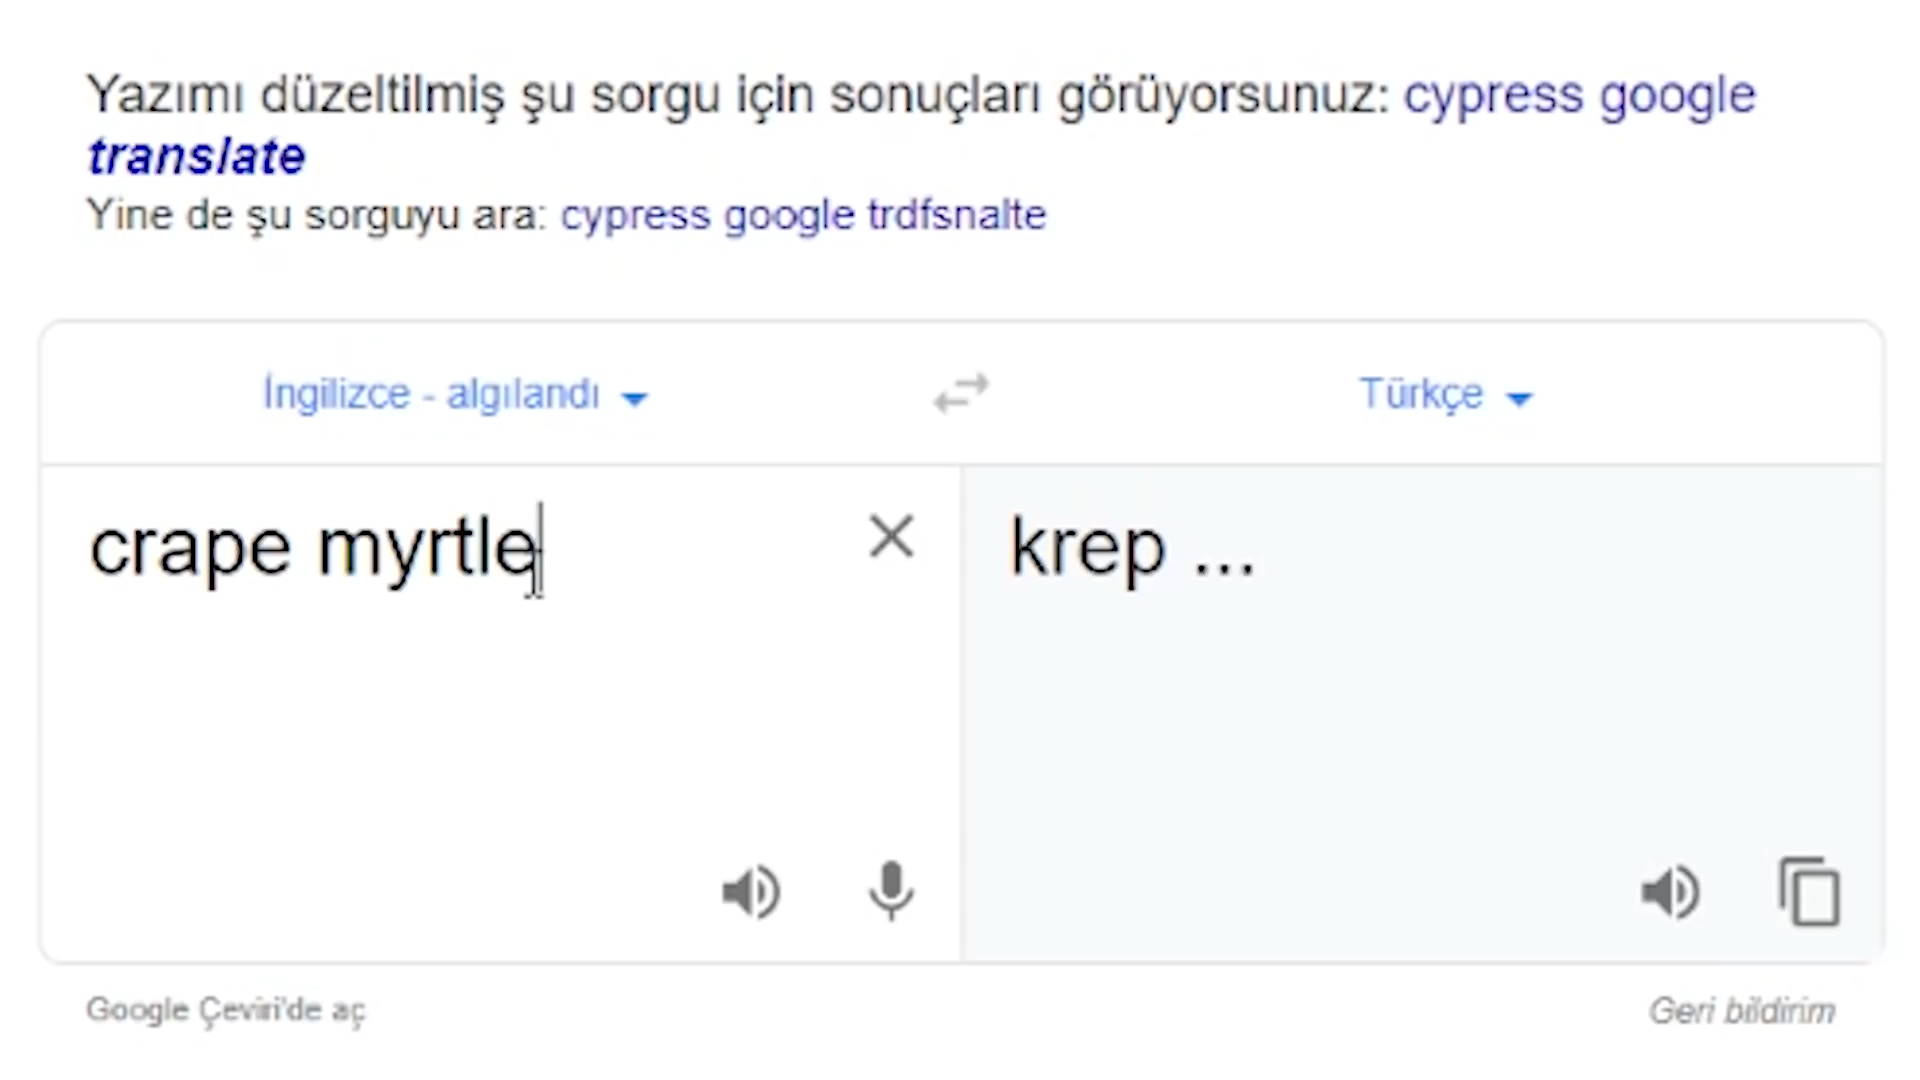 Yazımı düzeltilmiş şu sorgu için sonuçları görüyorsunuz: cypress google
translate
Yine de şu sorguyu ara: cypress google trdfsnalte
İngilizce - algılandı
Türkçe
crape myrtle
krep ...
Google Çeviri'de aç
Geri bildirim